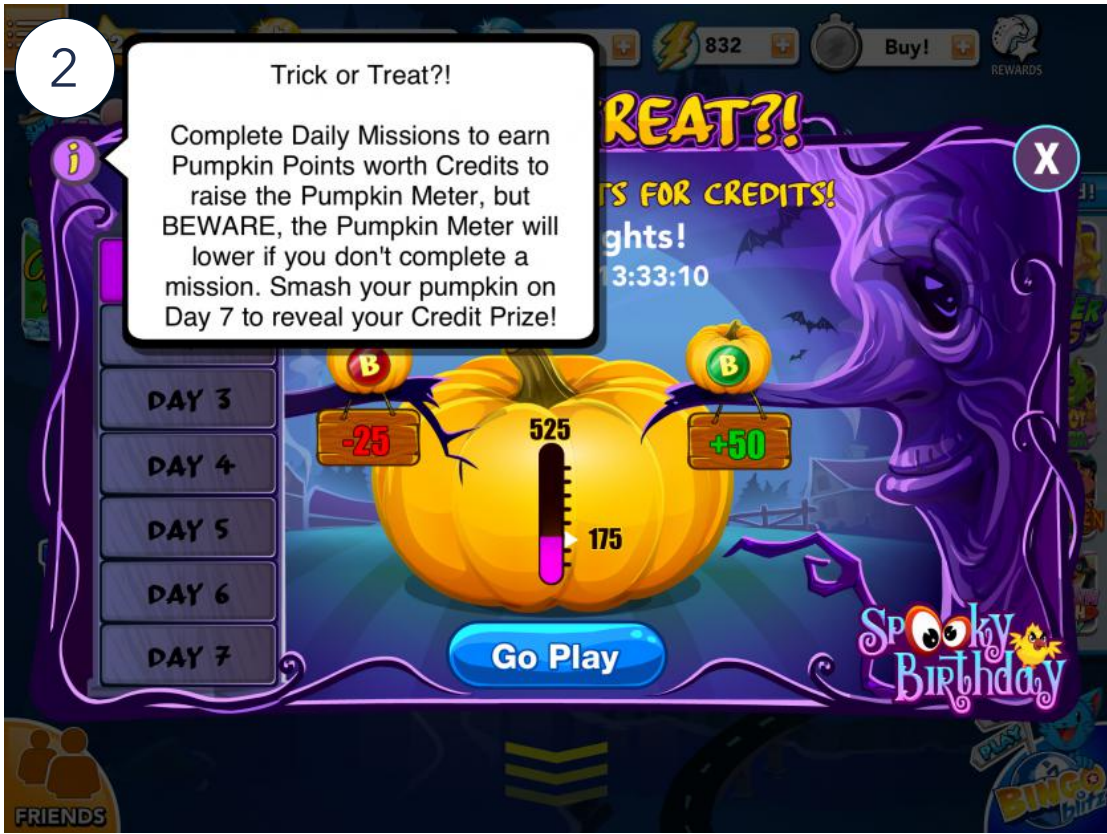 2
832
Buy!
REWARDS
i
Trick or Treat?!
Complete Daily Missions to earn
Pumpkin Points worth Credits to
raise the Pumpkin Meter, but
BEWARE, the Pumpkin Meter will
lower if you don't complete a
mission. Smash your pumpkin on
Day 7 to reveal your Credit Prize!
REAT?!
X
TS FOR CREDITS!
ghts!
13:33:10
B
B
DAY 3
-25
525
+50
DAY 4
DAY 5
175
DAY 6
DAY 7
Go Play
Spooky
Birthday
FRIENDS
PLAY
BINGO
blitz